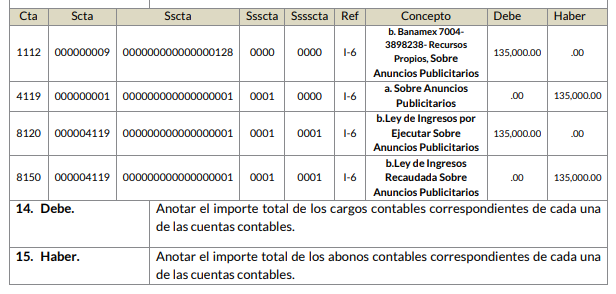 Cta Scta Sscta Ssscta Sssscta Ref Concepto Debe Haber
1112 000000009 000000000000000128 0000 0000 I-6 b. Banamex 7004-
3898238- Recursos
Propios, Sobre
Anuncios Publicitarios 135,000.00 .00
4119 000000001 000000000000000001 0001 0000 I-6 a. Sobre Anuncios
Publicitarios .00 135,000.00
8120 000004119 000000000000000001 0001 0001 I-6 b.Ley de Ingresos por
Ejecutar Sobre
Anuncios Publicitarios 135,000.00 .00
8150 000004119 000000000000000001 0001 0001 I-6 b.Ley de Ingresos
Recaudada Sobre
Anuncios Publicitarios .00 135,000.00
14. Debe. Anotar el importe total de los cargos contables correspondientes de cada una
de las cuentas contables.
15. Haber. Anotar el importe total de los abonos contables correspondientes de cada una
de las cuentas contables.